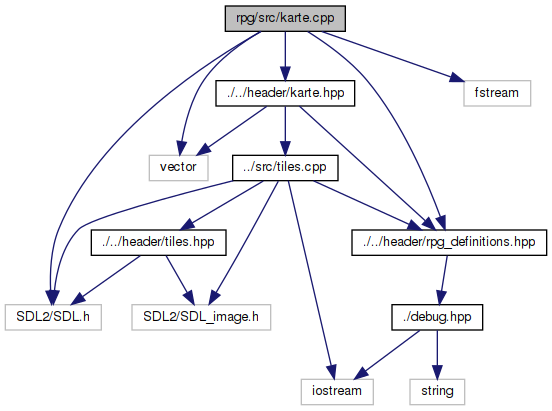 rpg/src/karte.cpp
./../header/karte.hpp
fstream
vector
../src/tiles.cpp
./../header/tiles.hpp
./../header/rpg_definitions.hpp
SDL2/SDL.h
SDL2/SDL_image.h
./debug.hpp
iostream
string